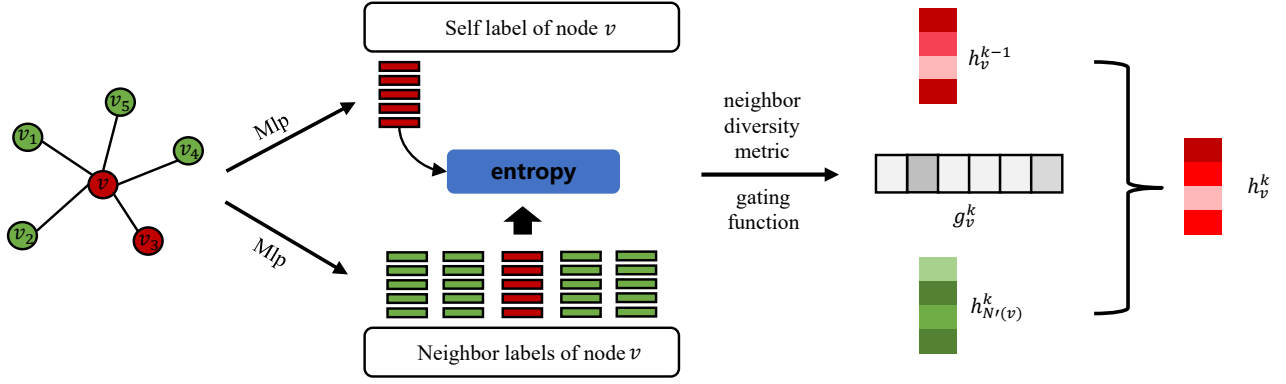 Self label of node v
v₅
v₁
v₄
v
v₂
v₃
Mlp
Mlp
entropy
Neighbor labels of node v
neighbor
diversity
metric
gating
function
h_v^{k-1}
g_v^k
h_{N′(v)}^k
h_v^k